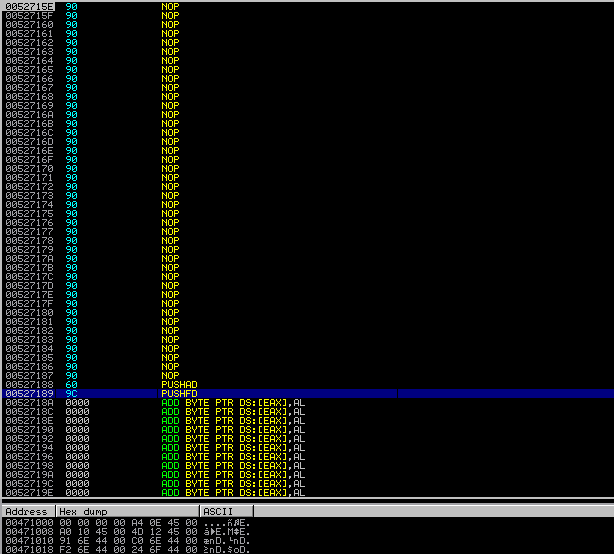 0052715E 90 NOP
0052715F 90 NOP
00527160 90 NOP
00527161 90 NOP
00527162 90 NOP
00527163 90 NOP
00527164 90 NOP
00527165 90 NOP
00527166 90 NOP
00527167 90 NOP
00527168 90 NOP
00527169 90 NOP
0052716A 90 NOP
0052716B 90 NOP
0052716C 90 NOP
0052716D 90 NOP
0052716E 90 NOP
0052716F 90 NOP
00527170 90 NOP
00527171 90 NOP
00527172 90 NOP
00527173 90 NOP
00527174 90 NOP
00527175 90 NOP
00527176 90 NOP
00527177 90 NOP
00527178 90 NOP
00527179 90 NOP
0052717A 90 NOP
0052717B 90 NOP
0052717C 90 NOP
0052717D 90 NOP
0052717E 90 NOP
0052717F 90 NOP
00527180 90 NOP
00527181 90 NOP
00527182 90 NOP
00527183 90 NOP
00527184 90 NOP
00527185 90 NOP
00527186 90 NOP
00527187 90 NOP
00527188 60 PUSHAD
00527189 9C PUSHFD
0052718A 0000 ADD BYTE PTR DS:[EAX],AL
0052718C 0000 ADD BYTE PTR DS:[EAX],AL
0052718E 0000 ADD BYTE PTR DS:[EAX],AL
00527190 0000 ADD BYTE PTR DS:[EAX],AL
00527192 0000 ADD BYTE PTR DS:[EAX],AL
00527194 0000 ADD BYTE PTR DS:[EAX],AL
00527196 0000 ADD BYTE PTR DS:[EAX],AL
00527198 0000 ADD BYTE PTR DS:[EAX],AL
0052719A 0000 ADD BYTE PTR DS:[EAX],AL
0052719C 0000 ADD BYTE PTR DS:[EAX],AL
0052719E 0000 ADD BYTE PTR DS:[EAX],AL
Address Hex dump ASCII
00471000 00 00 00 00 A4 0E 45 00
00471008 A0 10 45 00 4D 12 45 00
00471010 91 6E 44 00 C0 6E 44 00
00471018 F2 6E 44 00 24 6F 44 00